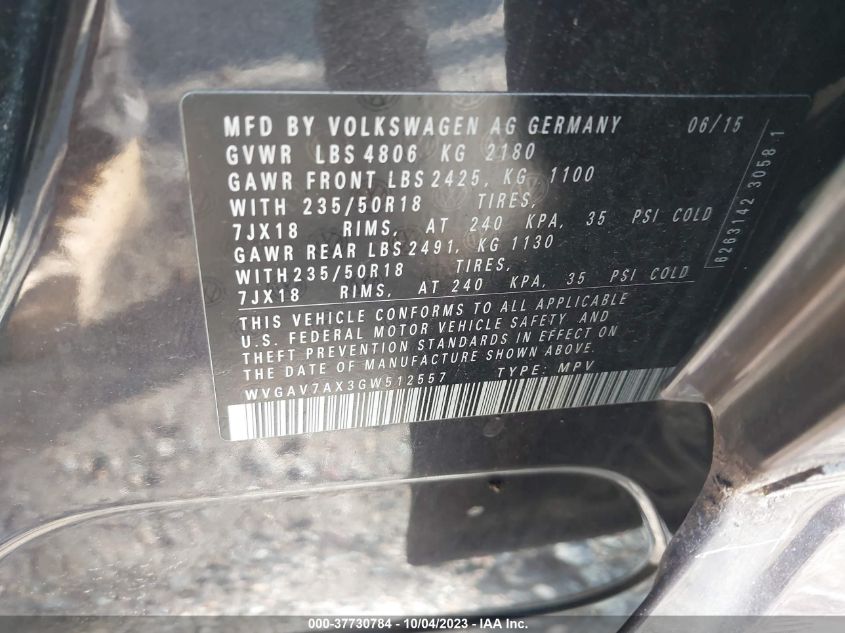 MFD BY VOLKSWAGEN AG GERMANY 06/15
GVWR LBS 4806 KG 2180
GAWR FRONT LBS 2425, KG 1100
WITH 235/50R18 TIRES,
7JX18 RIMS, AT 240 KPA, 35 PSI COLD
GAWR REAR LBS 2491, KG 1130
WITH 235/50R18 TIRES,
7JX18 RIMS, AT 240 KPA, 35 PSI COLD
THIS VEHICLE CONFORMS TO ALL APPLICABLE
U.S. FEDERAL MOTOR VEHICLE SAFETY AND
THEFT PREVENTION STANDARDS IN EFFECT ON
THE DATE OF MANUFACTURE SHOWN ABOVE.
WVGAV7AX3GW512557 TYPE: MPV
6263142 3058 1
000-37730784 - 10/04/2023 - IAA Inc.